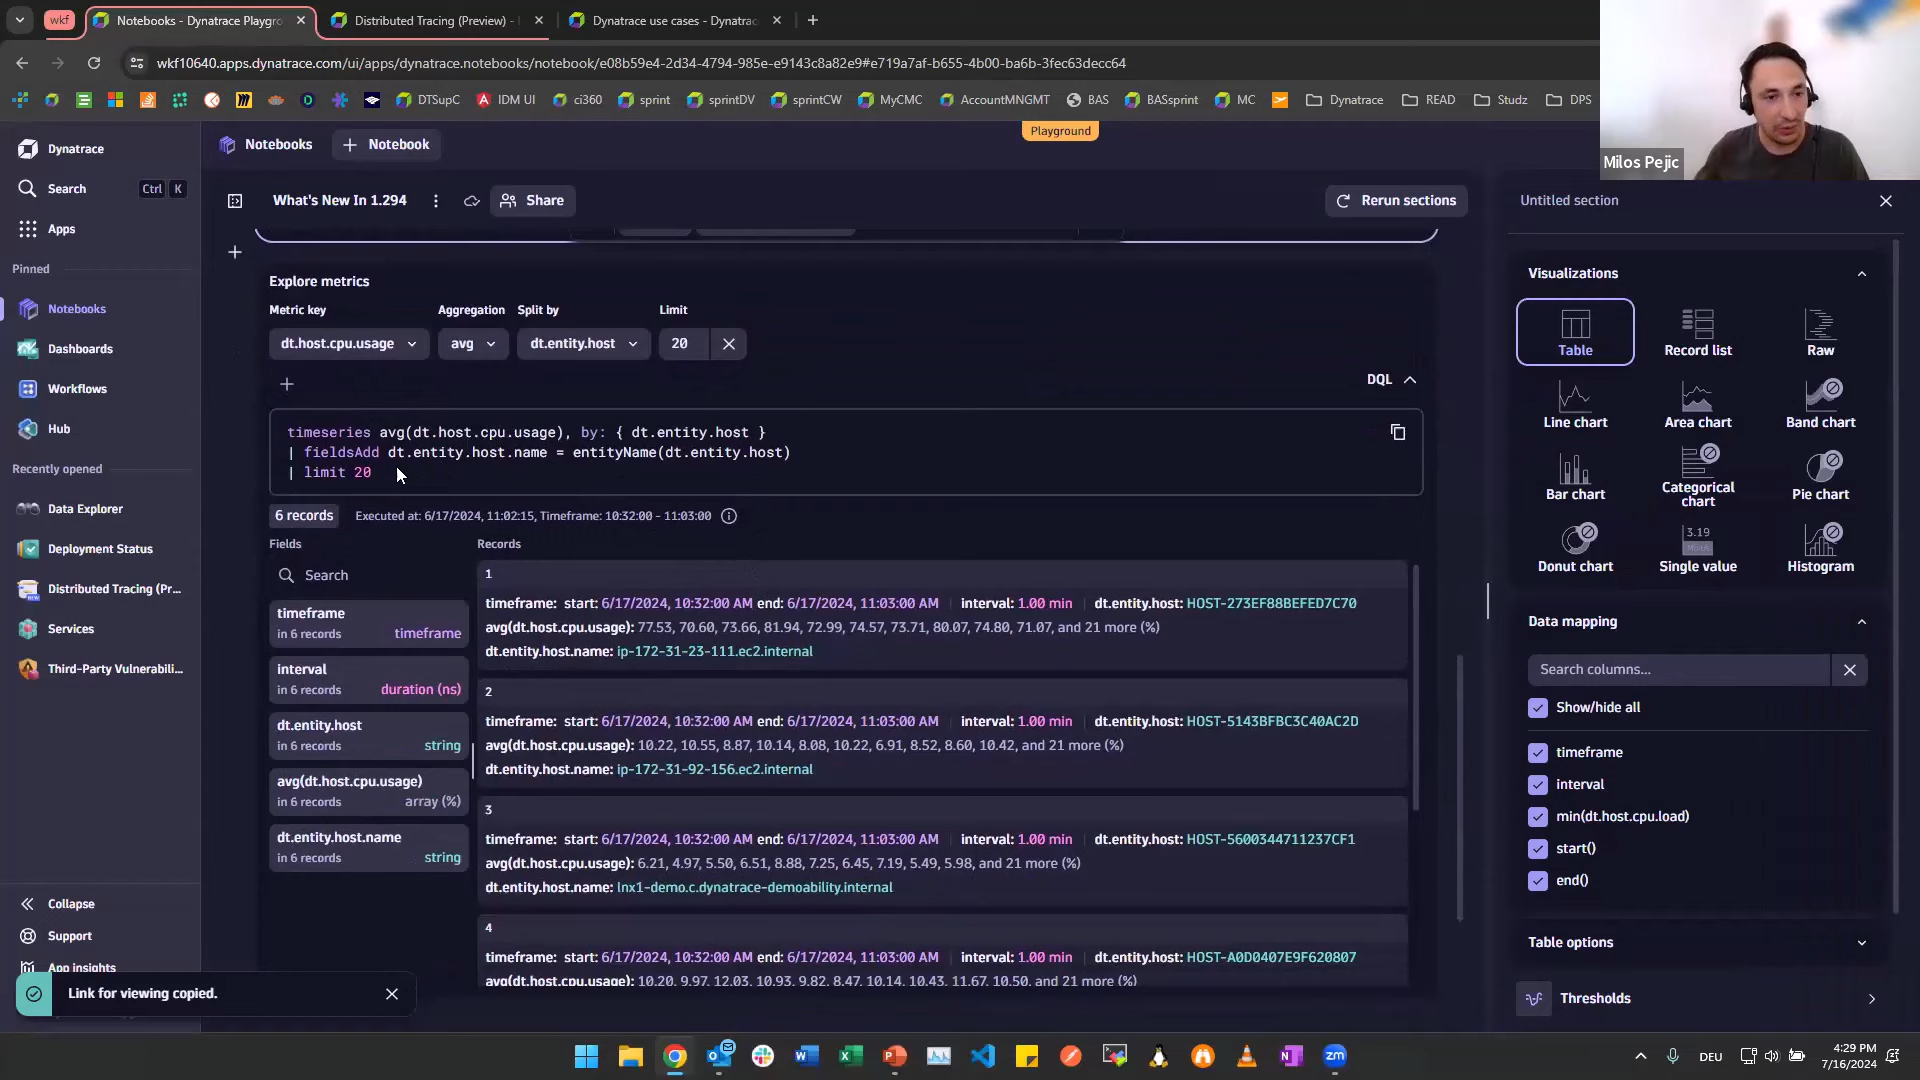 wkf
Notebooks - Dynatrace Playgro
Distributed Tracing (Preview) -
Dynatrace use cases - Dynatrac
wkf10640.apps.dynatrace.com/ui/apps/dynatrace.notebooks/notebook/e08b59e4-2d34-4794-985e-e9143c8a82e9#e719a7af-b655-4b00-ba6b-3fec63decc64
DTSupC
IDM UI
ci360
sprint
sprintDV
sprintCW
MyCMC
AccountMNGMT
BAS
BASsprint
MC
Dynatrace
READ
Studz
DPS
Milos Pejic
Dynatrace
Search Ctrl K
Apps
Pinned
Notebooks
Dashboards
Workflows
Hub
Recently opened
Data Explorer
Deployment Status
Distributed Tracing (Pr...
Services
Third-Party Vulnerabili...
Collapse
Support
App insights
Link for viewing copied.
Notebooks
Notebook
Playground
What's New In 1.294
Share
Rerun sections
Explore metrics
Metric key Aggregation Split by Limit
dt.host.cpu.usage avg dt.entity.host 20
DQL
timeseries avg(dt.host.cpu.usage), by: { dt.entity.host }
| fieldsAdd dt.entity.host.name = entityName(dt.entity.host)
| limit 20
6 records Executed at: 6/17/2024, 11:02:15, Timeframe: 10:32:00 - 11:03:00
Fields
Search
timeframe
in 6 records timeframe
interval
in 6 records duration (ns)
dt.entity.host
in 6 records string
avg(dt.host.cpu.usage)
in 6 records array (%)
dt.entity.host.name
in 6 records string
Records
1
timeframe: start: 6/17/2024, 10:32:00 AM end: 6/17/2024, 11:03:00 AM interval: 1.00 min dt.entity.host: HOST-273EF88BEFED7C70
avg(dt.host.cpu.usage): 77.53, 70.60, 73.66, 81.94, 72.99, 74.57, 73.71, 80.07, 74.80, 71.07, and 21 more (%)
dt.entity.host.name: ip-172-31-23-111.ec2.internal
2
timeframe: start: 6/17/2024, 10:32:00 AM end: 6/17/2024, 11:03:00 AM interval: 1.00 min dt.entity.host: HOST-5143BFBC3C40AC2D
avg(dt.host.cpu.usage): 10.22, 10.55, 8.87, 10.14, 8.08, 10.22, 6.91, 8.52, 8.60, 10.42, and 21 more (%)
dt.entity.host.name: ip-172-31-92-156.ec2.internal
3
timeframe: start: 6/17/2024, 10:32:00 AM end: 6/17/2024, 11:03:00 AM interval: 1.00 min dt.entity.host: HOST-5600344711237CF1
avg(dt.host.cpu.usage): 6.21, 4.97, 5.50, 6.51, 8.88, 7.25, 6.45, 7.19, 5.49, 5.98, and 21 more (%)
dt.entity.host.name: lnx1-demo.c.dynatrace-demoability.internal
4
timeframe: start: 6/17/2024, 10:32:00 AM end: 6/17/2024, 11:03:00 AM interval: 1.00 min dt.entity.host: HOST-A0D0407E9F620807
avg(dt.host.cpu.usage): 10.20, 9.97, 12.03, 10.93, 9.82, 8.47, 10.14, 10.43, 11.67, 10.50, and 21 more (%)
Untitled section
Visualizations
Table
Record list
Raw
Line chart
Area chart
Band chart
Bar chart
Categorical
chart
Pie chart
Donut chart
3.19
Single value
Histogram
Data mapping
Search columns...
Show/hide all
timeframe
interval
min(dt.host.cpu.load)
start()
end()
Table options
Thresholds
DEU
4:29 PM
7/16/2024